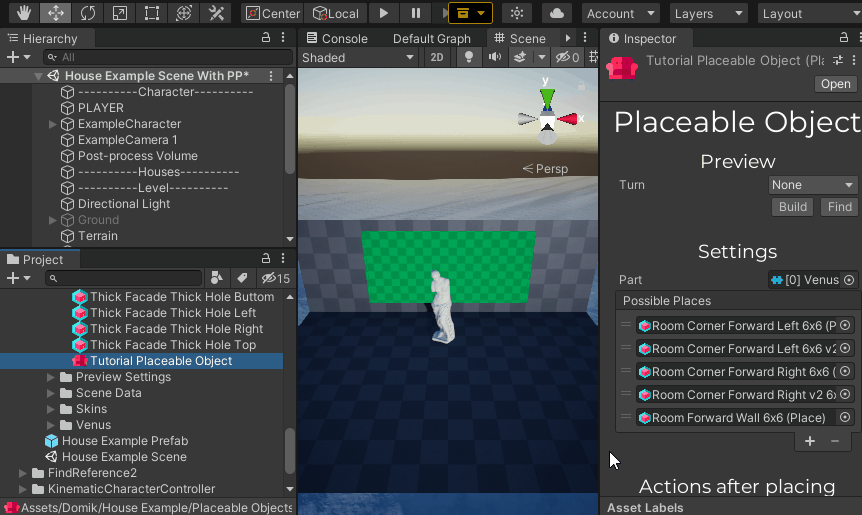 Center Local Account Layers Layout
Hierarchy
All
House Example Scene With PP*
----------Character----------
PLAYER
ExampleCharacter
ExampleCamera 1
Post-process Volume
----------Houses----------
----------Level----------
Directional Light
Ground
Terrain
Console Default Graph Scene
Shaded 2D 0
y
x
Persp
Inspector
Tutorial Placeable Object (Pla
Open
Placeable Object
Preview
Turn None
Build Find
Settings
Part [0] Venus
Possible Places
Room Corner Forward Left 6x6 (P
Room Corner Forward Left 6x6 v2
Room Corner Forward Right 6x6 (
Room Corner Forward Right v2 6x
Room Forward Wall 6x6 (Place)
+ −
Actions after placing
Asset Labels
Project
15
Thick Facade Thick Hole Buttom
Thick Facade Thick Hole Left
Thick Facade Thick Hole Right
Thick Facade Thick Hole Top
Tutorial Placeable Object
Preview Settings
Scene Data
Skins
Venus
House Example Prefab
House Example Scene
FindReference2
KinematicCharacterController
Assets/Domik/House Example/Placeable Objects